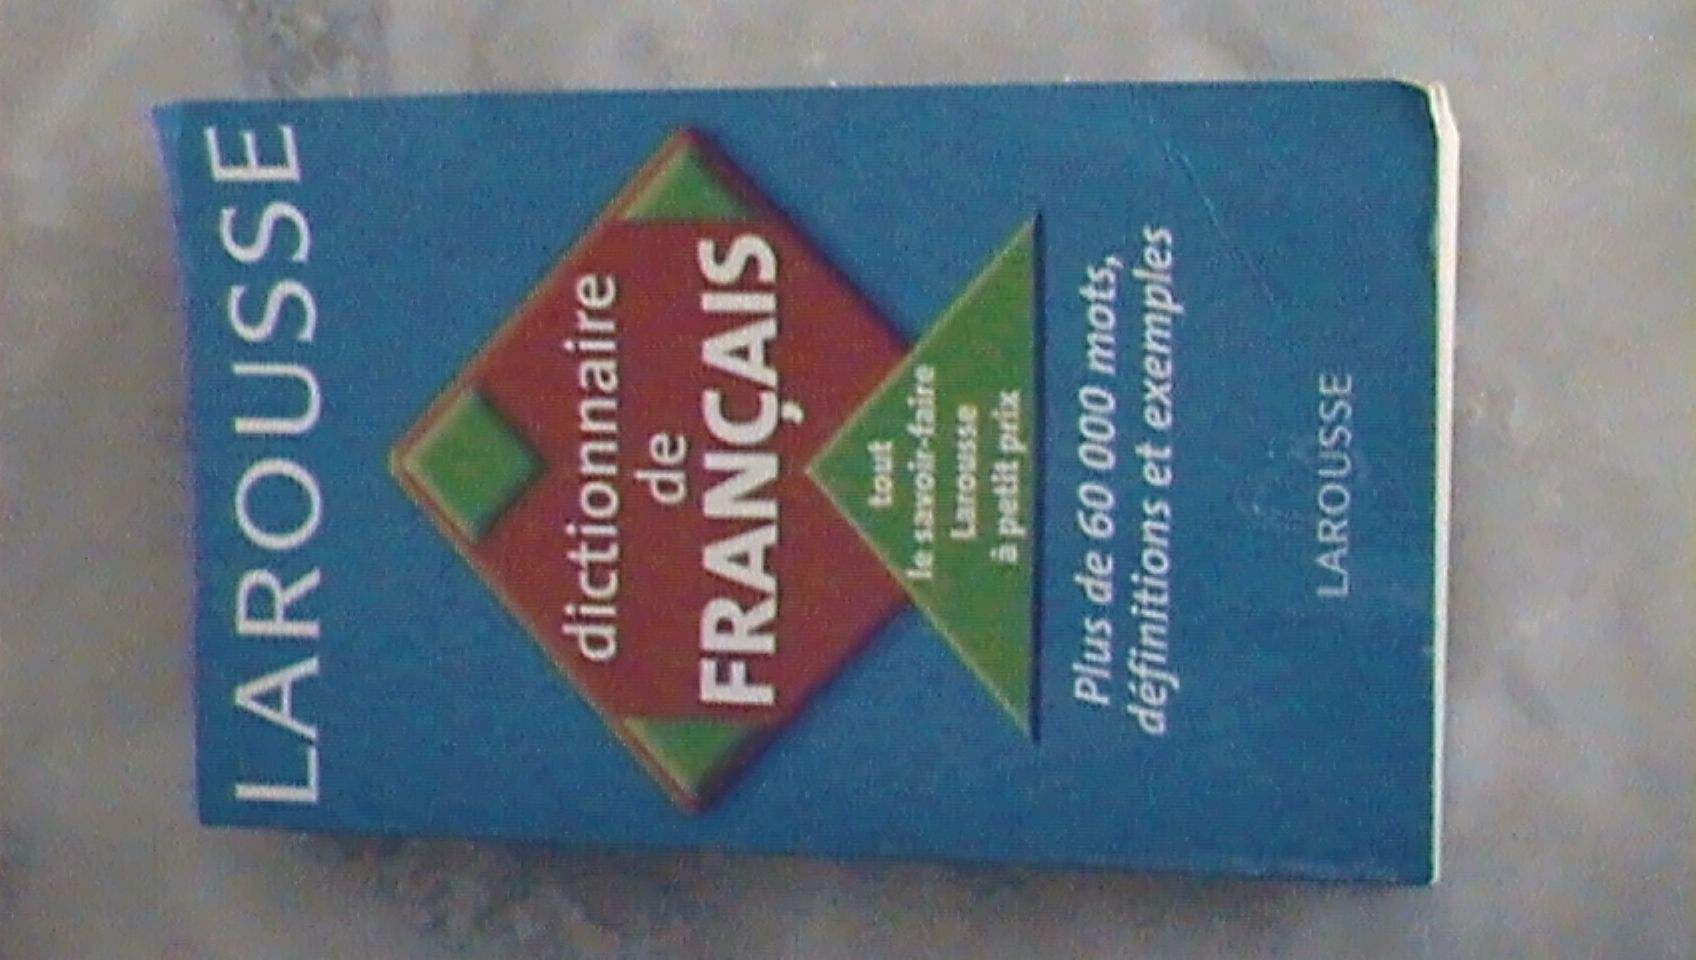 LAROUSSE
dictionnaire
de
FRANÇAIS
tout
le savoir-faire
Larousse
à petit prix
Plus de 60 000 mots,
définitions et exemples
LAROUSSE